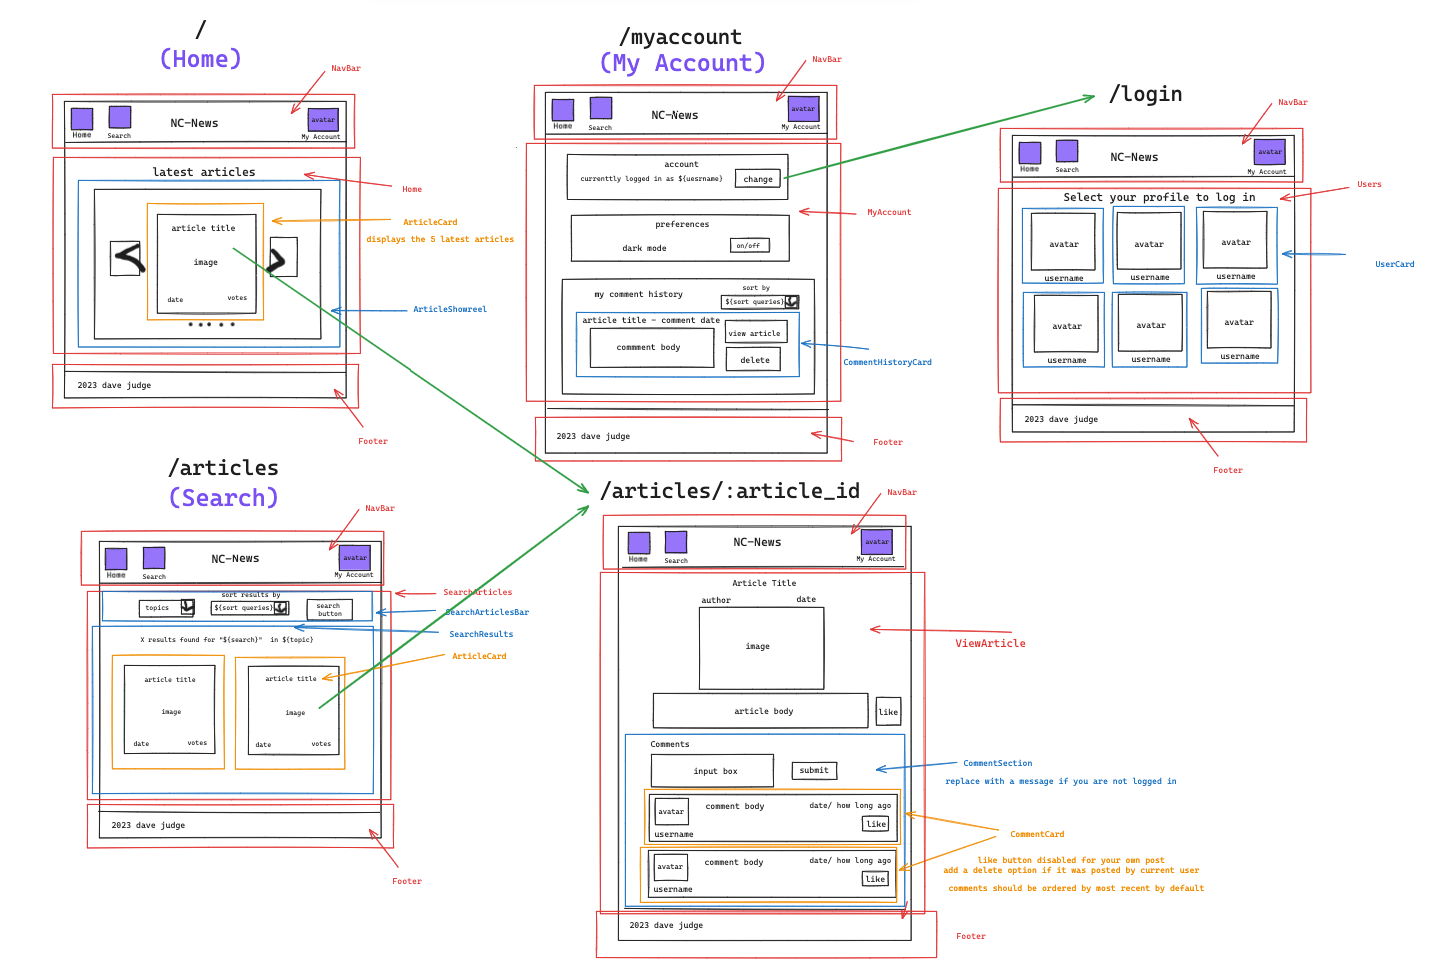 /
(Home)
NavBar
Home
Search
NC-News
avatar
My Account
latest articles
Home
article title
image
date
votes
ArticleCard
displays the 5 latest articles
ArticleShowreel
2023 dave judge
Footer
/myaccount
(My Account)
NavBar
Home
Search
NC-News
avatar
My Account
account
currenttly logged in as ${uesrname}
change
MyAccount
preferences
dark mode
on/off
my comment history
sort by
${sort queries}
article title - comment date
view article
commment body
delete
CommentHistoryCard
2023 dave judge
Footer
/login
NavBar
Home
Search
NC-News
avatar
My Account
Users
Select your profile to log in
avatar
username
avatar
username
avatar
username
UserCard
avatar
username
avatar
username
avatar
username
2023 dave judge
Footer
/articles
(Search)
NavBar
Home
Search
NC-News
avatar
My Account
SearchArticles
sort results by
topics
${sort queries}
search
button
SearchArticlesBar
SearchResults
X results found for "${search}" in ${topic}
ArticleCard
article title
image
date
votes
article title
image
date
votes
2023 dave judge
Footer
/articles/:article_id
NavBar
Home
Search
NC-News
avatar
My Account
Article Title
author
date
image
ViewArticle
article body
like
Comments
input box
submit
CommentSection
replace with a message if you are not logged in
avatar
username
comment body
date/ how long ago
like
CommentCard
avatar
username
comment body
date/ how long ago
like
like button disabled for your own post
add a delete option if it was posted by current user
comments should be ordered by most recent by default
2023 dave judge
Footer